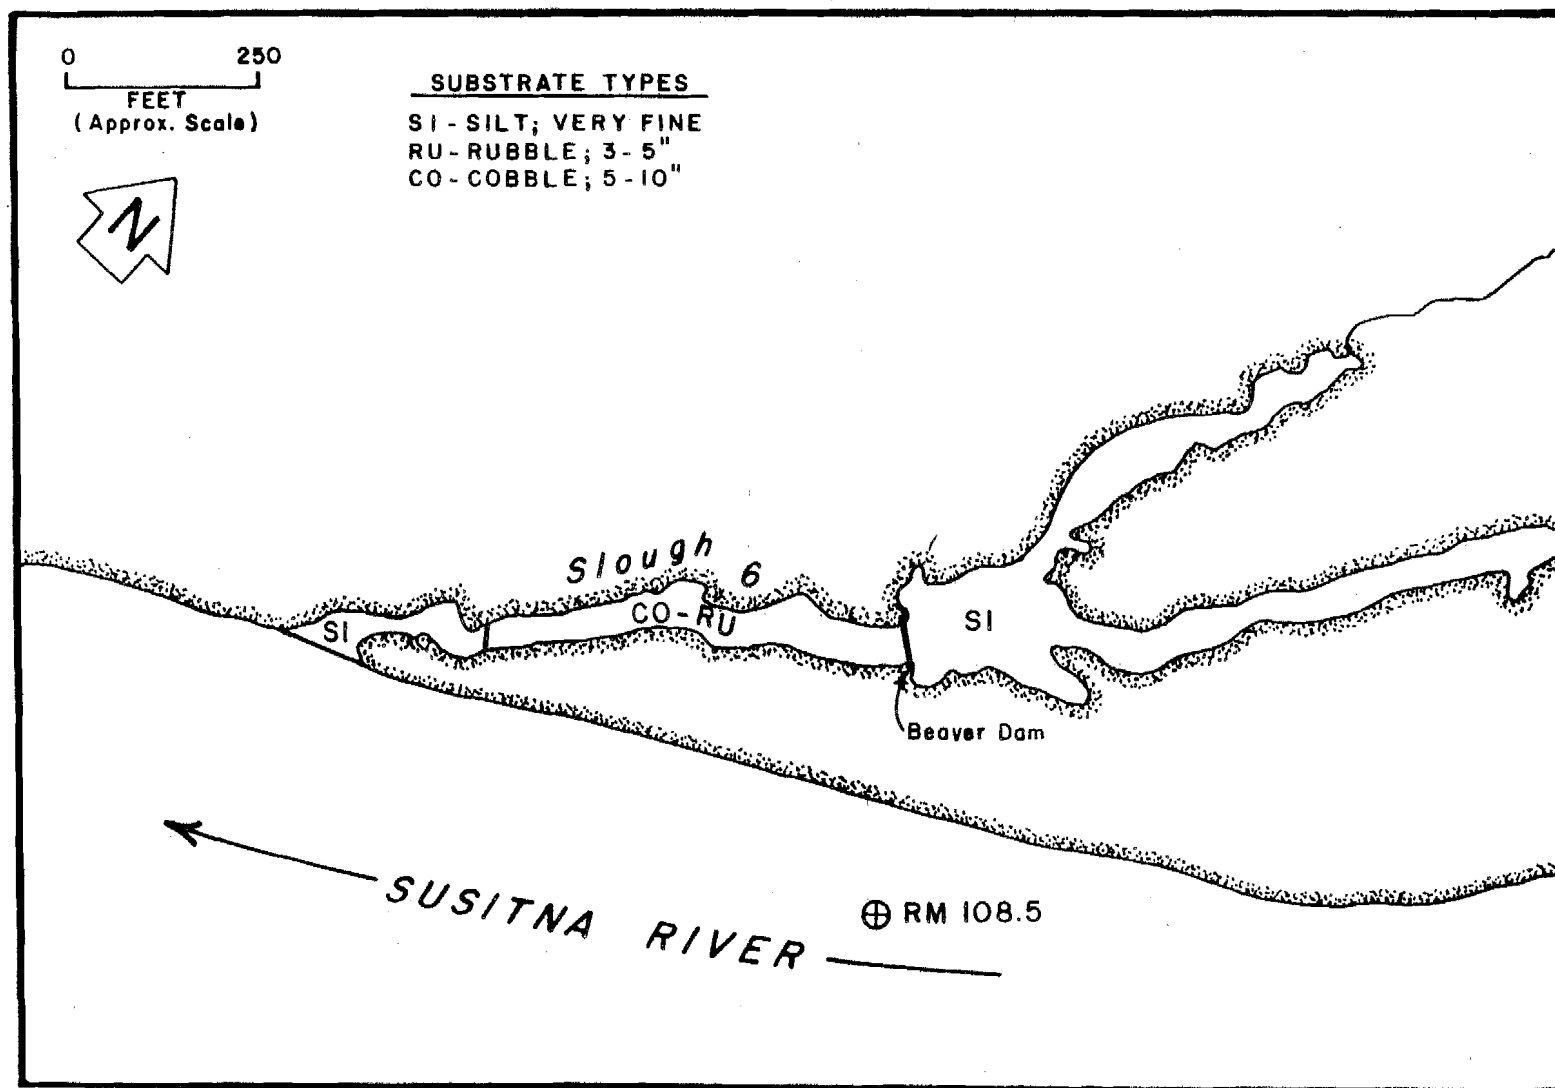 0 250
FEET
(Approx. Scale)
SUBSTRATE TYPES
SI - SILT; VERY FINE
RU - RUBBLE; 3 - 5"
CO - COBBLE; 5 - 10"
N
Slough 6
SI
CO - RU
SI
Beaver Dam
SUSITNA RIVER
RM 108.5